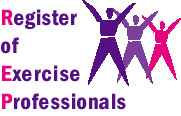 Register
of
Exercise
Professionals